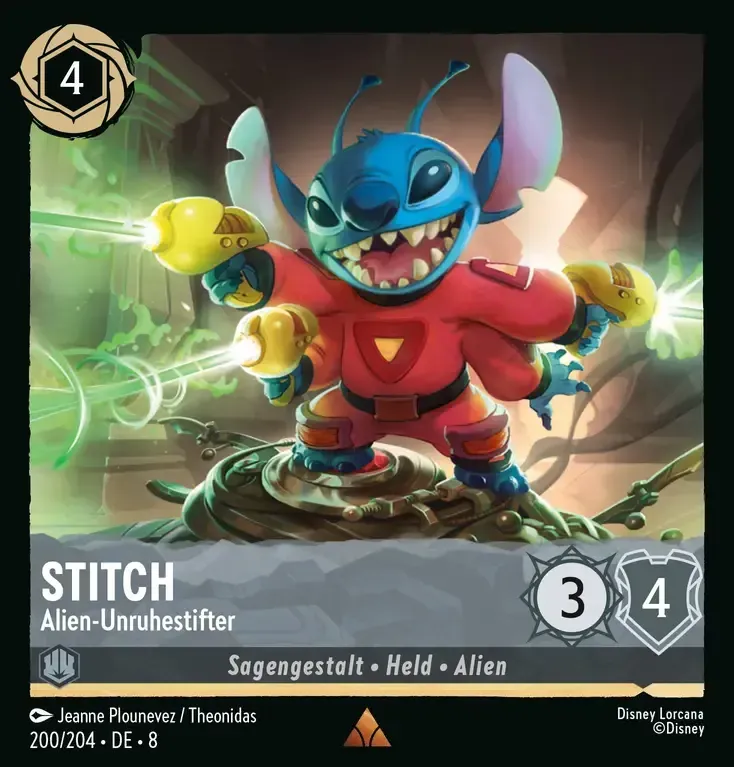 4
STITCH
Alien-Unruhestifter
3
4
Sagengestalt • Held • Alien
Jeanne Plounevez / Theonidas
200/204 • DE • 8
Disney Lorcana
©Disney